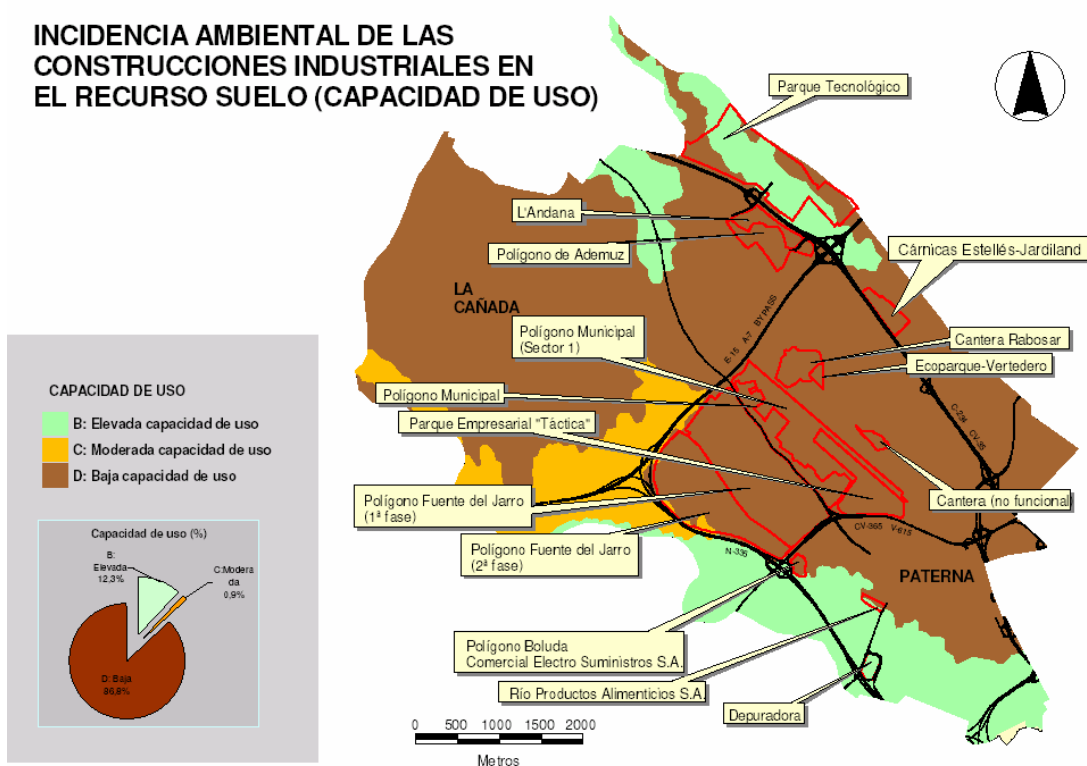 INCIDENCIA AMBIENTAL DE LAS
CONSTRUCCIONES INDUSTRIALES EN
EL RECURSO SUELO (CAPACIDAD DE USO)
Parque Tecnológico
L'Andana
Polígono de Ademuz
Cárnicas Estellés-Jardiland
LA
CAÑADA
Polígono Municipal
(Sector 1)
E-15 A-7 BYPASS
Cantera Rabosar
Ecoparque-Vertedero
Polígono Municipal
Parque Empresarial "Táctica"
C-234 CV-35
Polígono Fuente del Jarro
(1ª fase)
Cantera (no funcional)
Polígono Fuente del Jarro
(2ª fase)
CV-365 V-615
N-335
PATERNA
Polígono Boluda
Comercial Electro Suministros S.A.
Río Productos Alimenticios S.A.
Depuradora
CAPACIDAD DE USO
B: Elevada capacidad de uso
C: Moderada capacidad de uso
D: Baja capacidad de uso
Capacidad de uso (%)
B:
Elevada
12,3%
C:Modera
da
0,9%
D: Baja
86,8%
0 500 1000 1500 2000
Metros